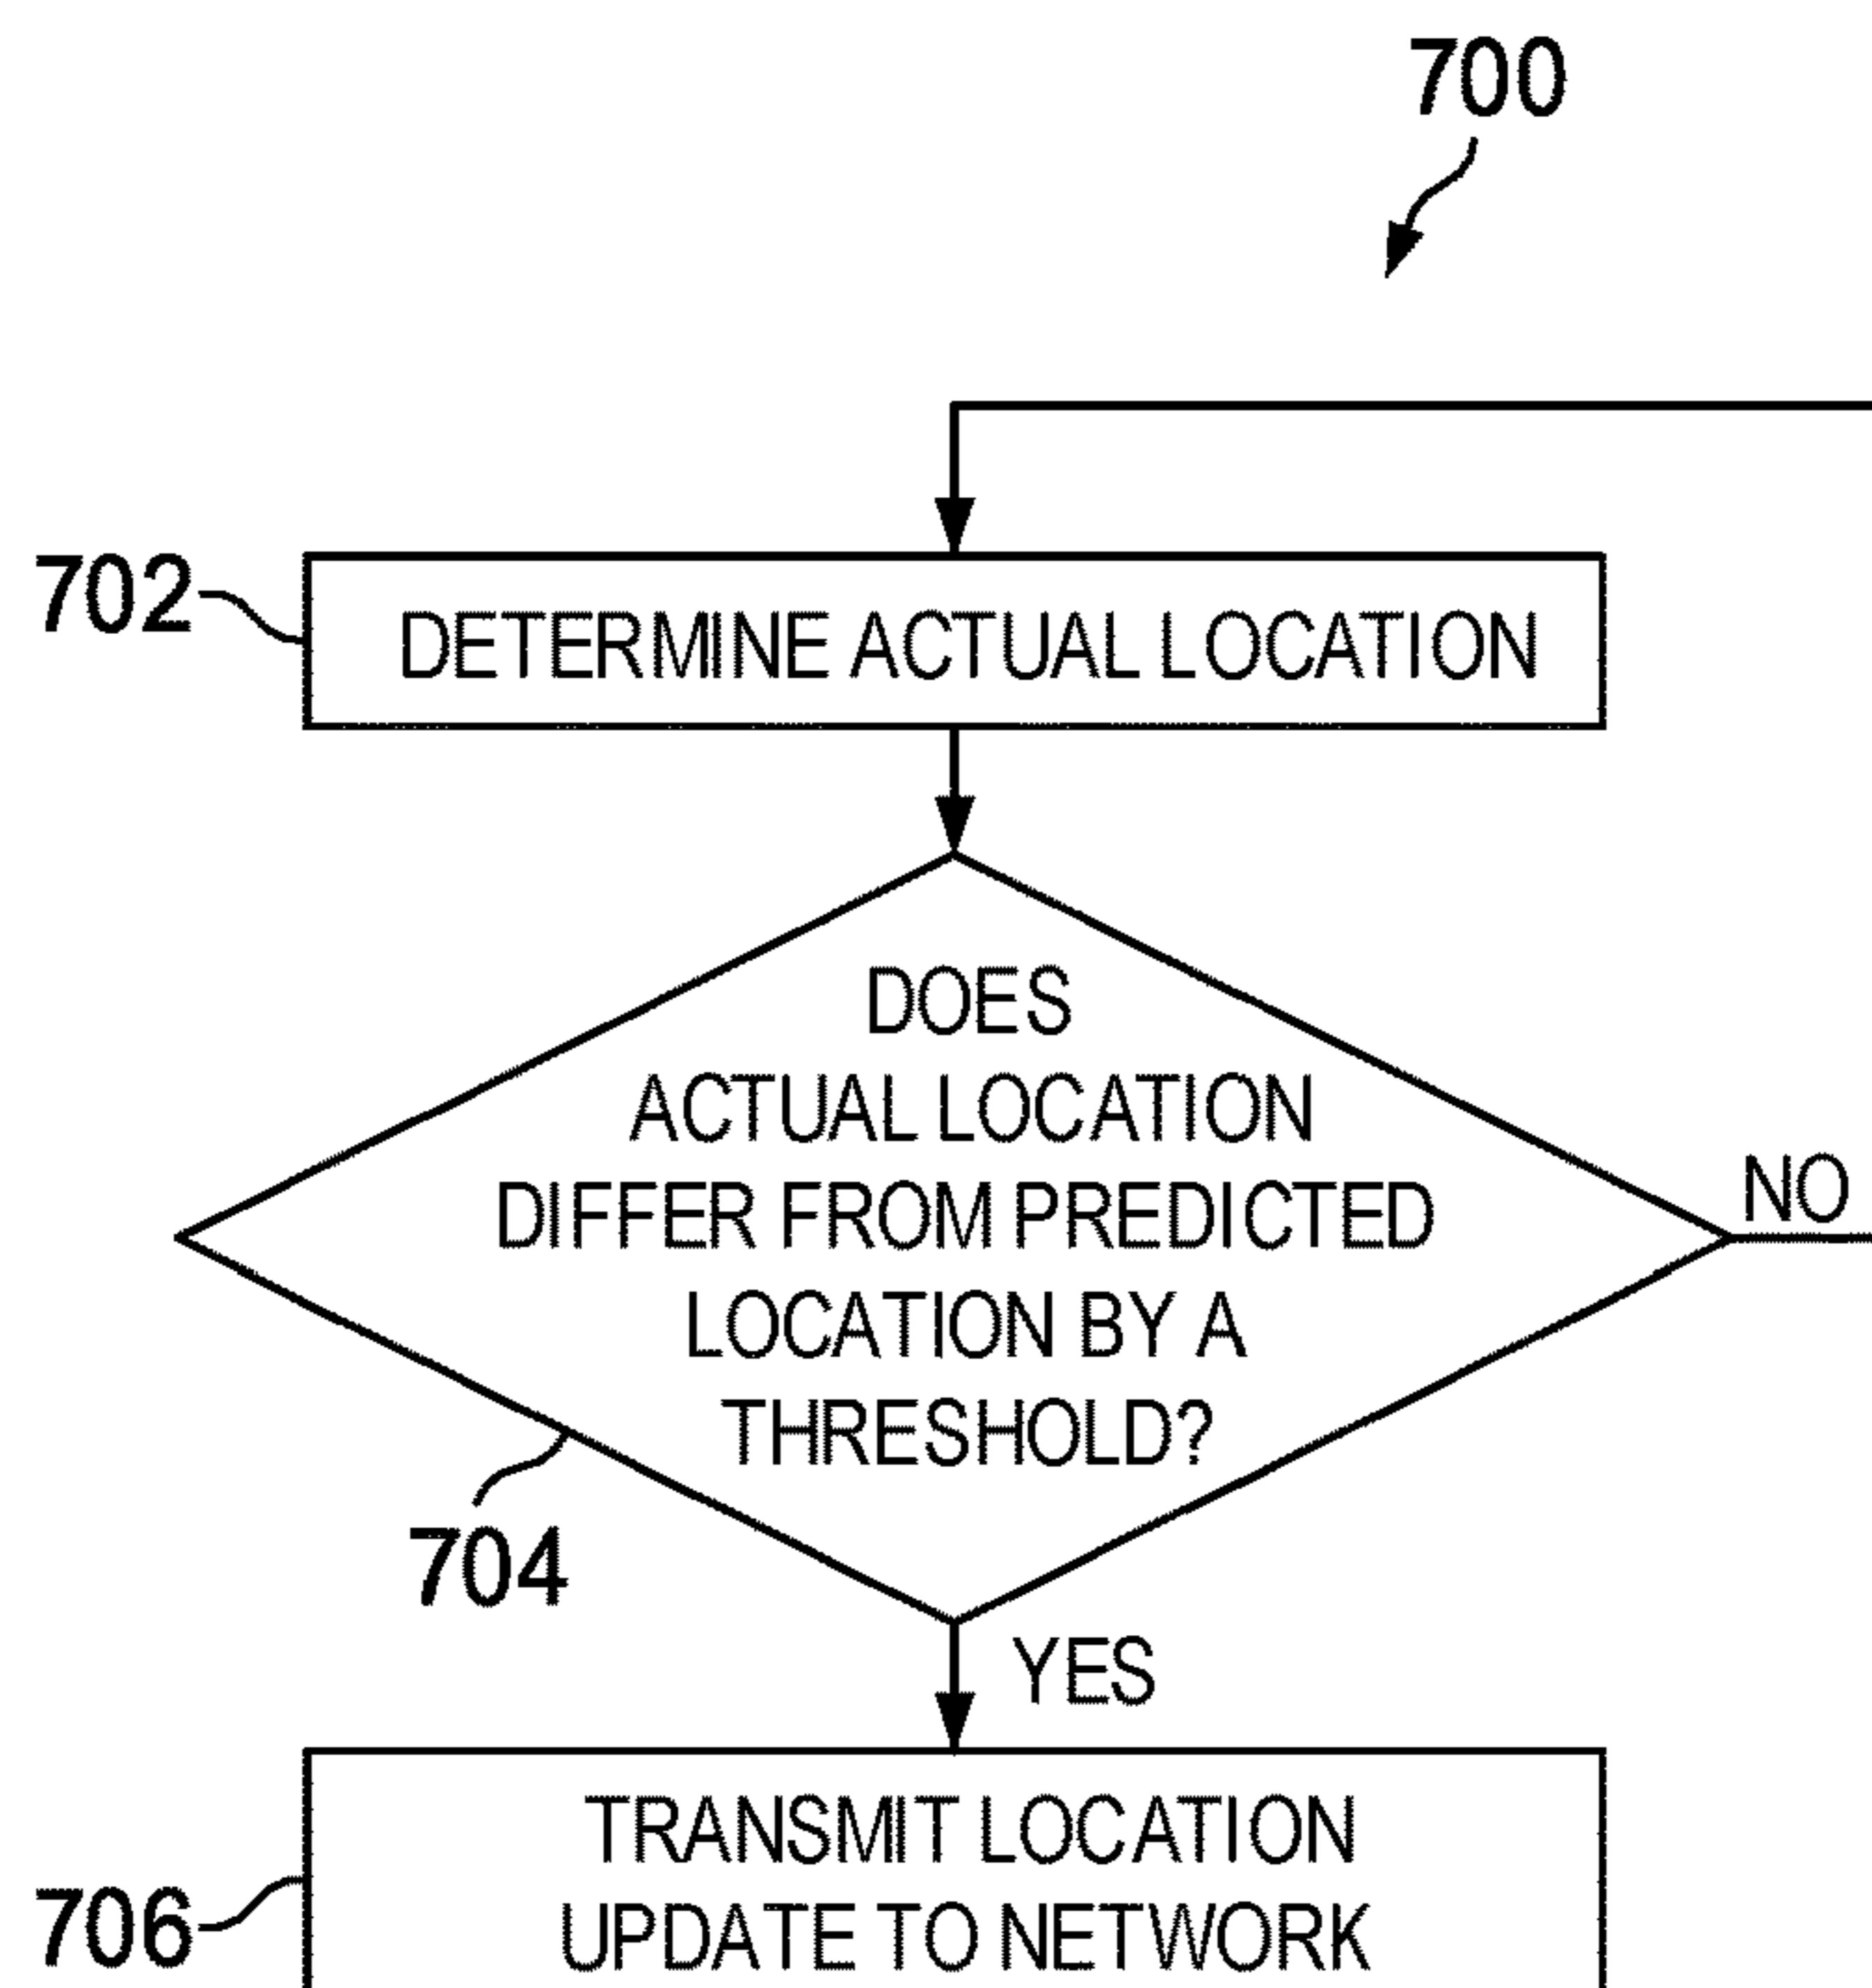 700
702
DETERMINE ACTUAL LOCATION
DOES
ACTUAL LOCATION
DIFFER FROM PREDICTED
LOCATION BY A
THRESHOLD?
NO
704
YES
TRANSMIT LOCATION
UPDATE TO NETWORK
706